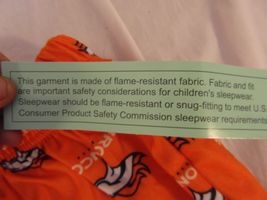 This garment is made of flame-resistant fabric. Fabric and fit
are important safety considerations for children's sleepwear.
Sleepwear should be flame-resistant or snug-fitting to meet U.S.
Consumer Product Safety Commission sleepwear requirements